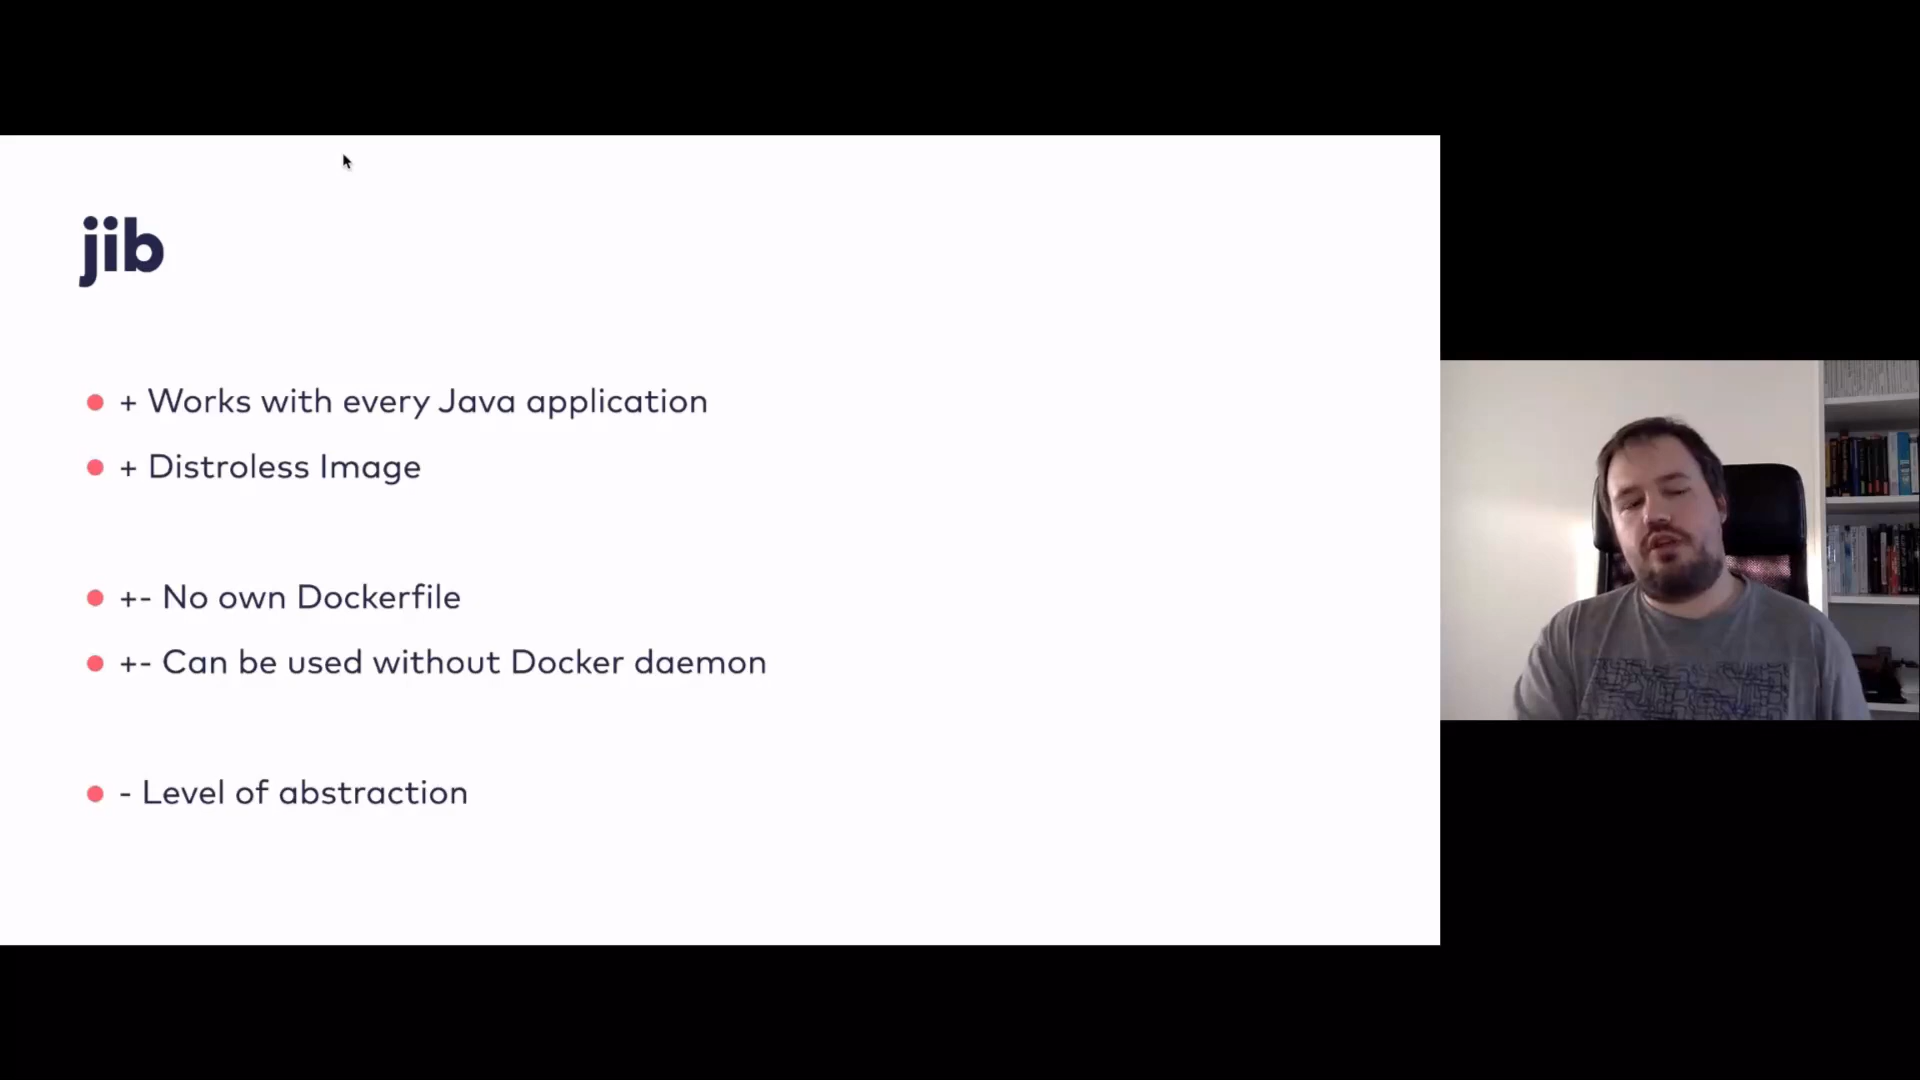 jib
+ Works with every Java application
+ Distroless Image
+- No own Dockerfile
+- Can be used without Docker daemon
- Level of abstraction